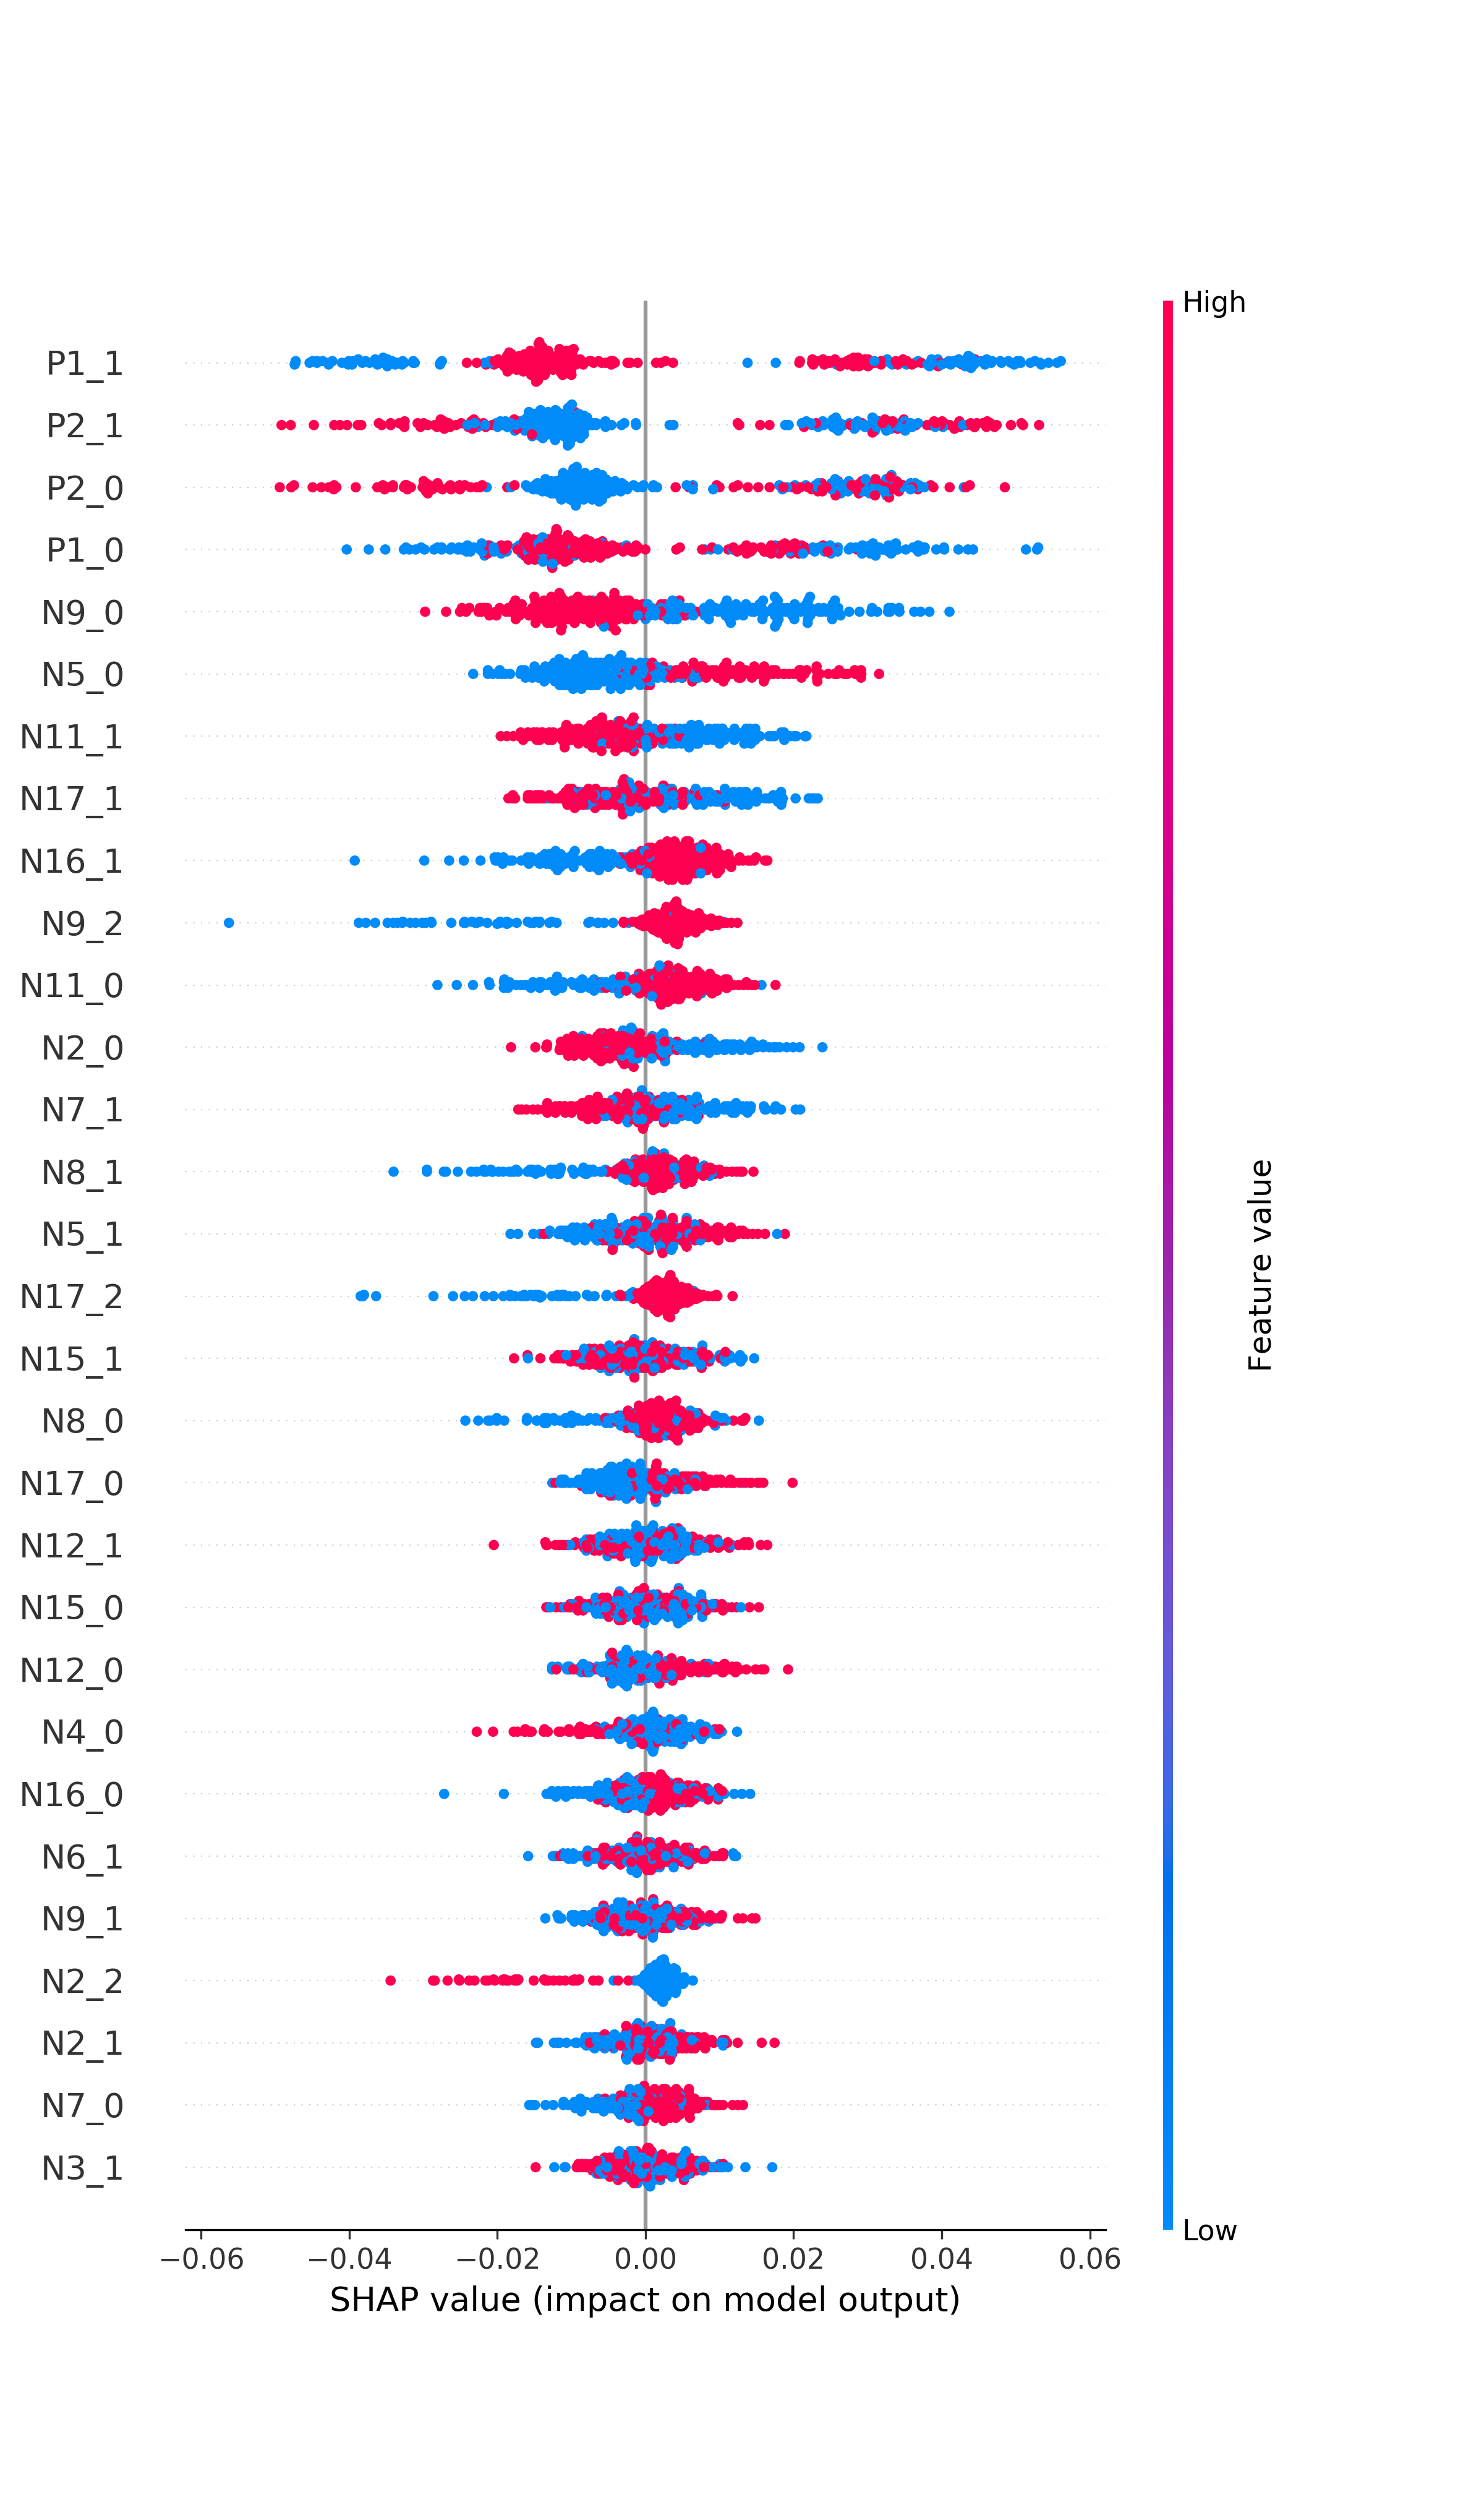 High
P1_1
P2_1
P2_0
P1_0
N9_0
N5_0
N11_1
N17_1
N16_1
N9_2
N11_0
N2_0
N7_1
N8_1
N5_1
N17_2
N15_1
N8_0
N17_0
N12_1
N15_0
N12_0
N4_0
N16_0
N6_1
N9_1
N2_2
N2_1
N7_0
N3_1
Feature value
Low
−0.06 −0.04 −0.02 0.00 0.02 0.04 0.06
SHAP value (impact on model output)